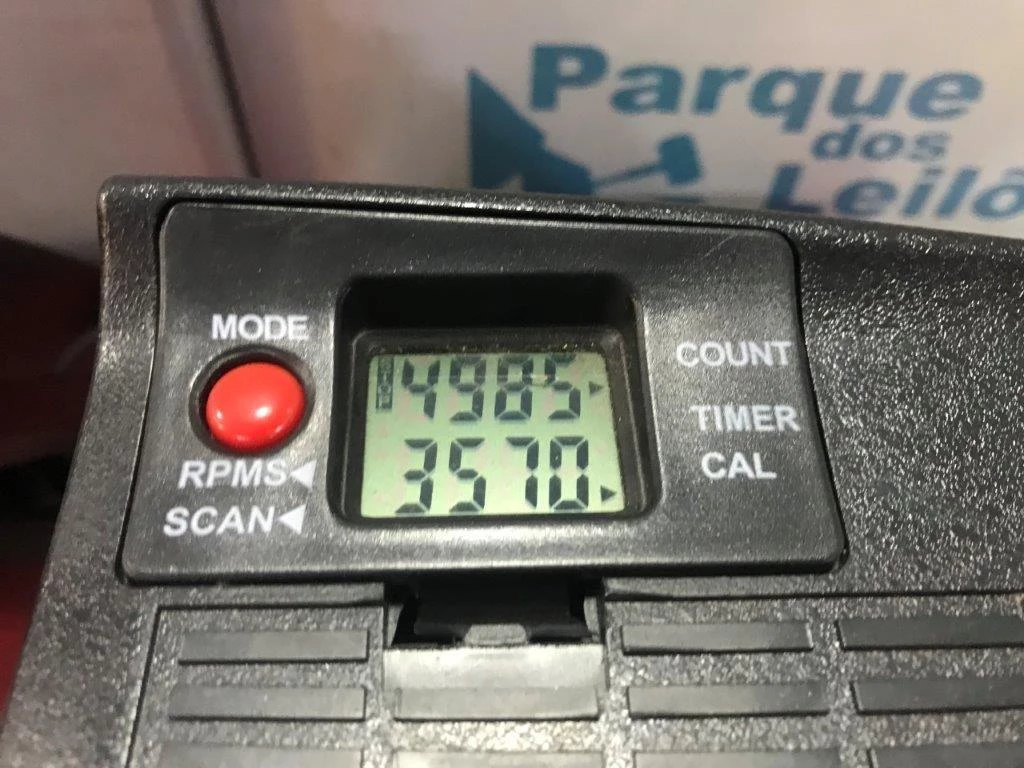 Parque
dos
Leilõ
MODE
COUNT
4985
TIMER
3570
CAL
RPMS
SCAN